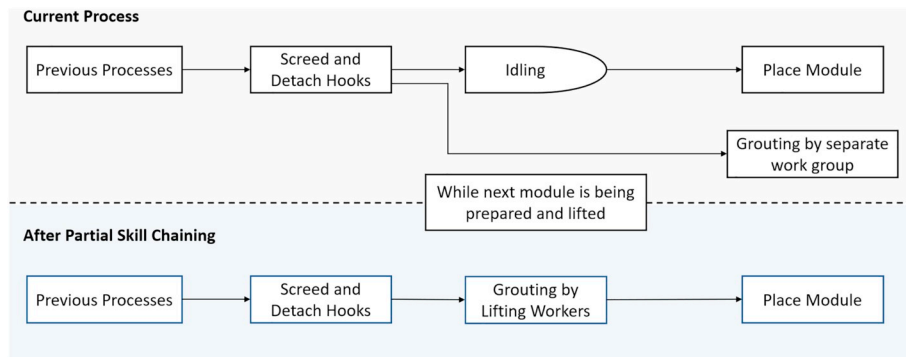 Current Process
Previous Processes
Screed and
Detach Hooks
Idling
Place Module
Grouting by separate
work group
While next module is being
prepared and lifted
After Partial Skill Chaining
Previous Processes
Screed and
Detach Hooks
Grouting by
Lifting Workers
Place Module